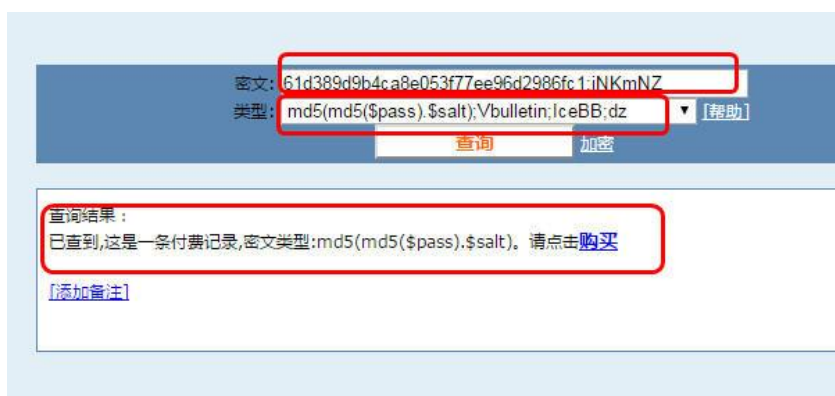 密文: 61d389d9b4ca8e053f77ee96d2986fc1:iNKmNZ
类型: md5(md5($pass).$salt);Vbulletin;IceBB;dz ▼ [帮助]
查询 加密
查询结果：
已查到,这是一条付费记录,密文类型:md5(md5($pass).$salt)。请点击购买
[添加备注]